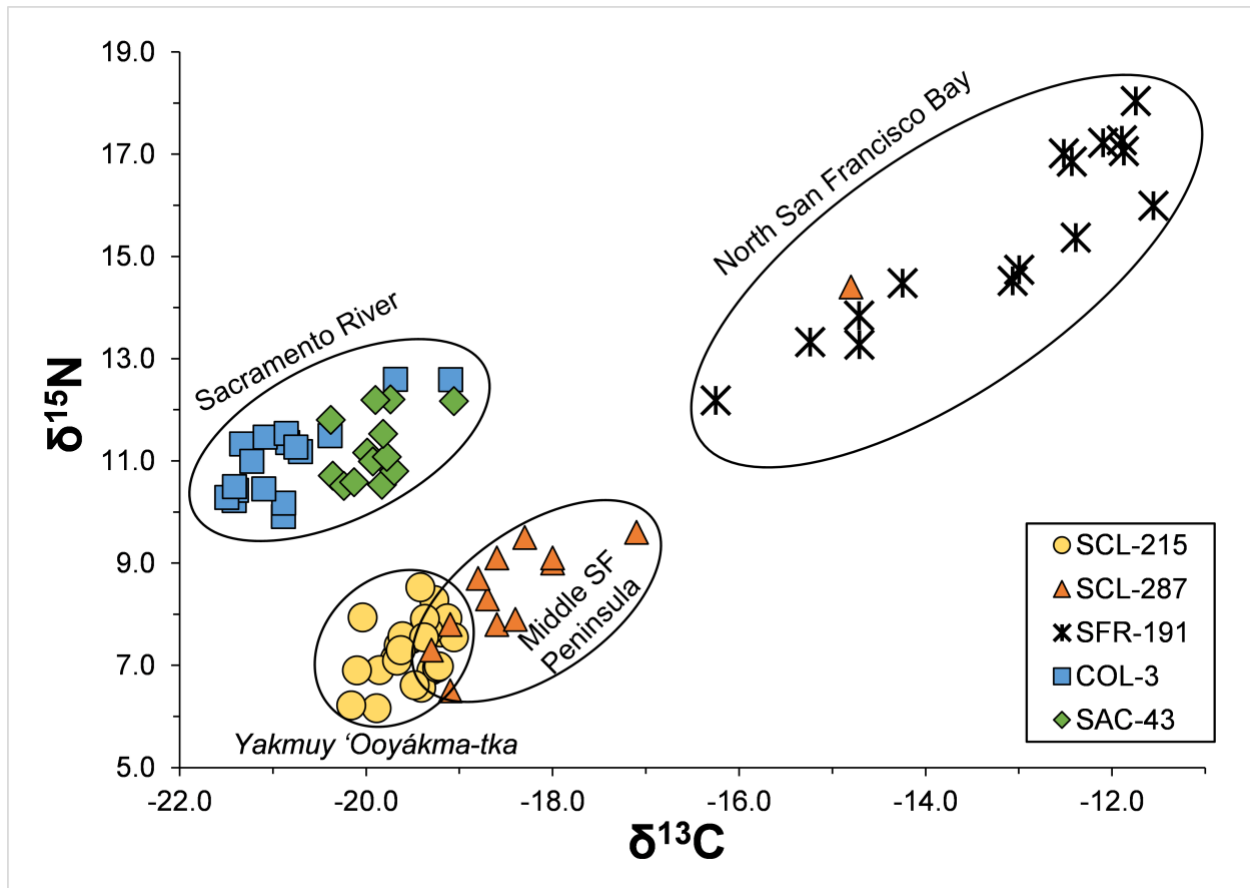 19.0
17.0
15.0
13.0
11.0
9.0
7.0
5.0
δ15N
North San Francisco Bay
Sacramento River
Middle SF
Peninsula
Yakmuy ‘Ooyákma-tka
SCL-215
SCL-287
SFR-191
COL-3
SAC-43
-22.0 -20.0 -18.0 -16.0 -14.0 -12.0
δ13C